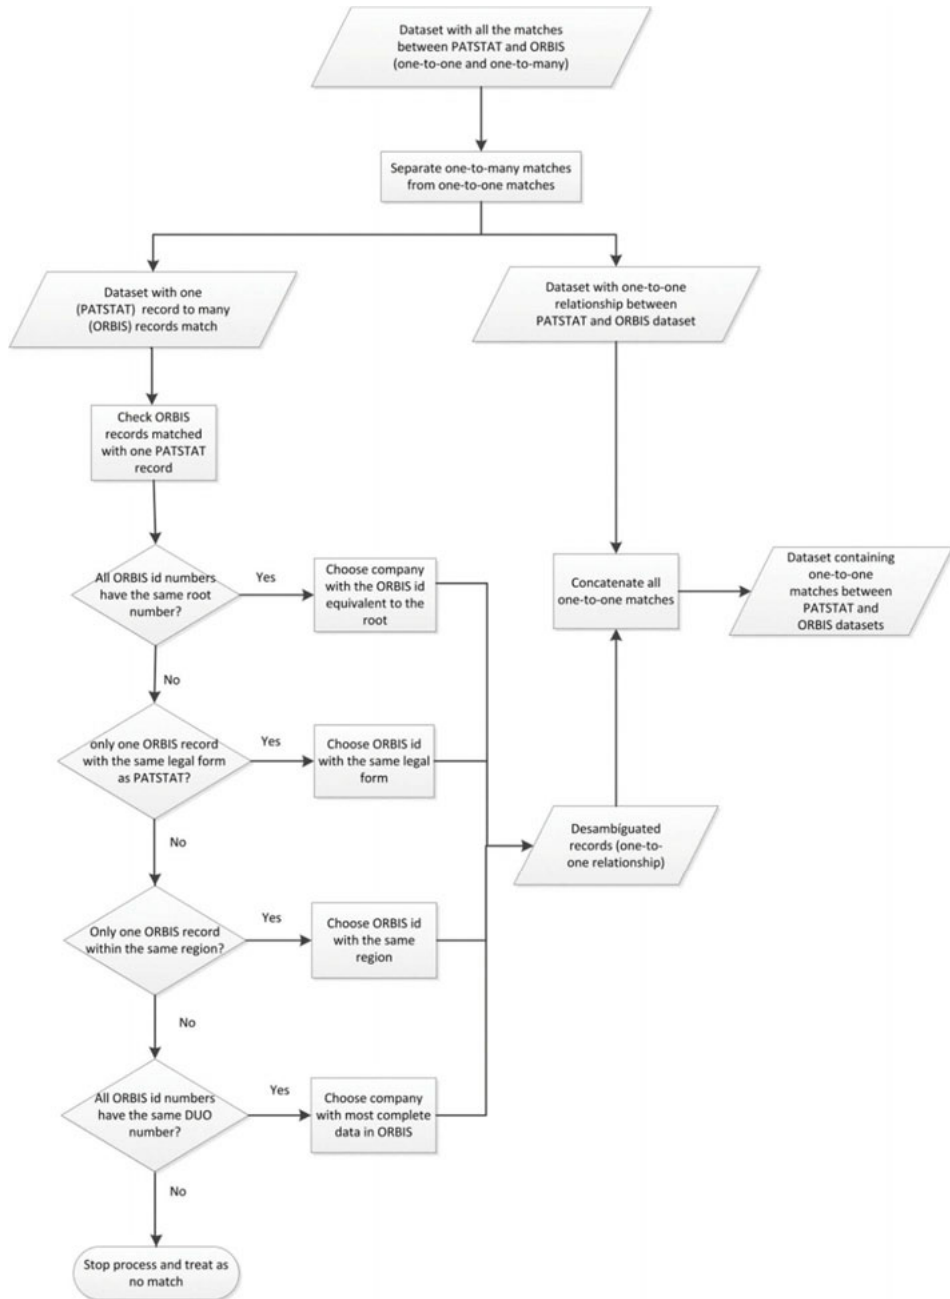 Dataset with all the matches
between PATSTAT and ORBIS
(one-to-one and one-to-many)
Separate one-to-many matches
from one-to-one matches
Dataset with one
(PATSTAT) record to many
(ORBIS) records match
Dataset with one-to-one
relationship between
PATSTAT and ORBIS dataset
Check ORBIS
records matched
with one PATSTAT
record
All ORBIS id numbers
have the same root
number?
Yes
Choose company
with the ORBIS id
equivalent to the
root
Concatenate all
one-to-one matches
Dataset containing
one-to-one
matches between
PATSTAT and
ORBIS datasets
No
only one ORBIS record
with the same legal form
as PATSTAT?
Yes
Choose ORBIS id
with the same legal
form
Desambíguated
records (one-to-
one relationship)
No
Only one ORBIS record
within the same region?
Yes
Choose ORBIS id
with the same
region
No
All ORBIS id numbers
have the same DUO
number?
Yes
Choose company
with most complete
data in ORBIS
No
Stop process and treat as
no match